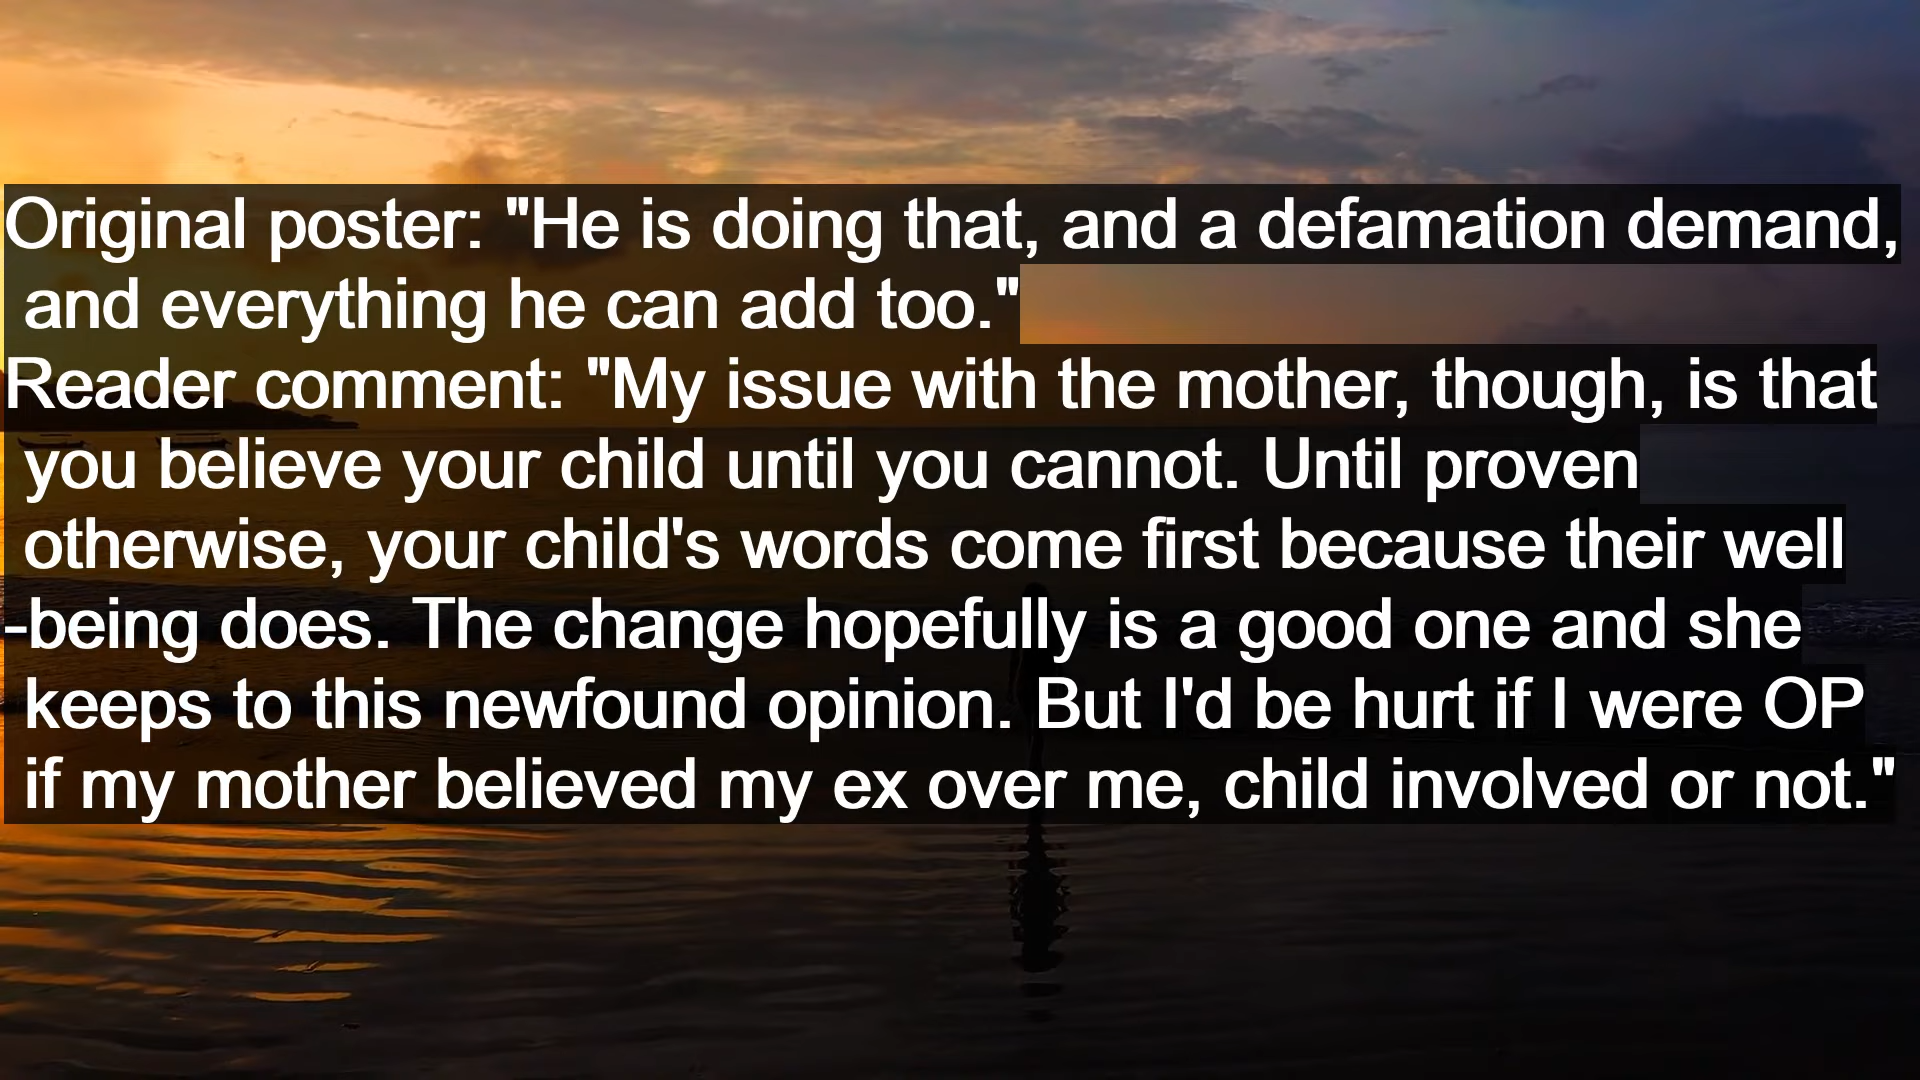 Original poster: "He is doing that, and a defamation demand,
and everything he can add too."
Reader comment: "My issue with the mother, though, is that
you believe your child until you cannot. Until proven
otherwise, your child's words come first because their well
-being does. The change hopefully is a good one and she
keeps to this newfound opinion. But I'd be hurt if I were OP
if my mother believed my ex over me, child involved or not."